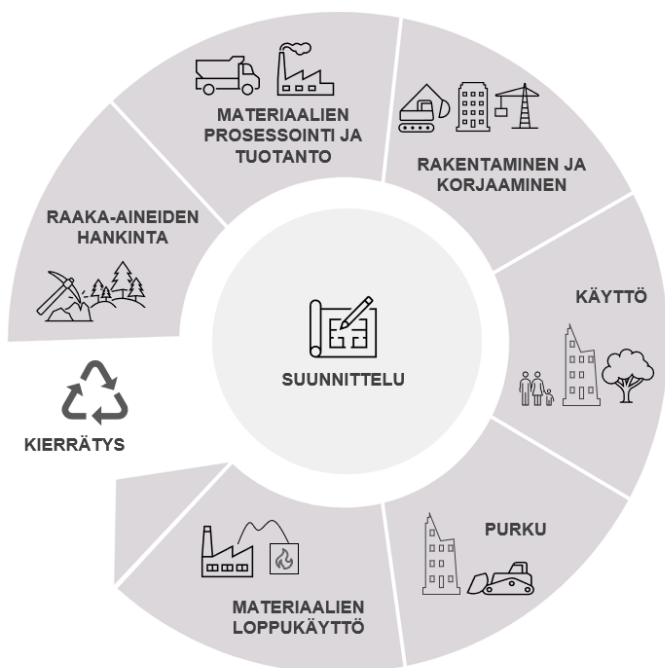 MATERIAALIEN
PROSESSOINTI JA
TUOTANTO
RAKENTAMINEN JA
KORJAAMINEN
RAAKA-AINEIDEN
HANKINTA
KÄYTTÖ
SUUNNITTELU
KIERRÄTYS
PURKU
MATERIAALIEN
LOPPUKÄYTTÖ